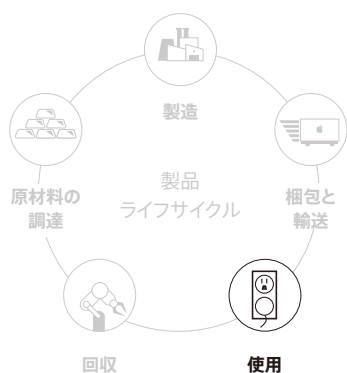 製造
原材料の
調達
製品
ライフサイクル
梱包と
輸送
回収
使用